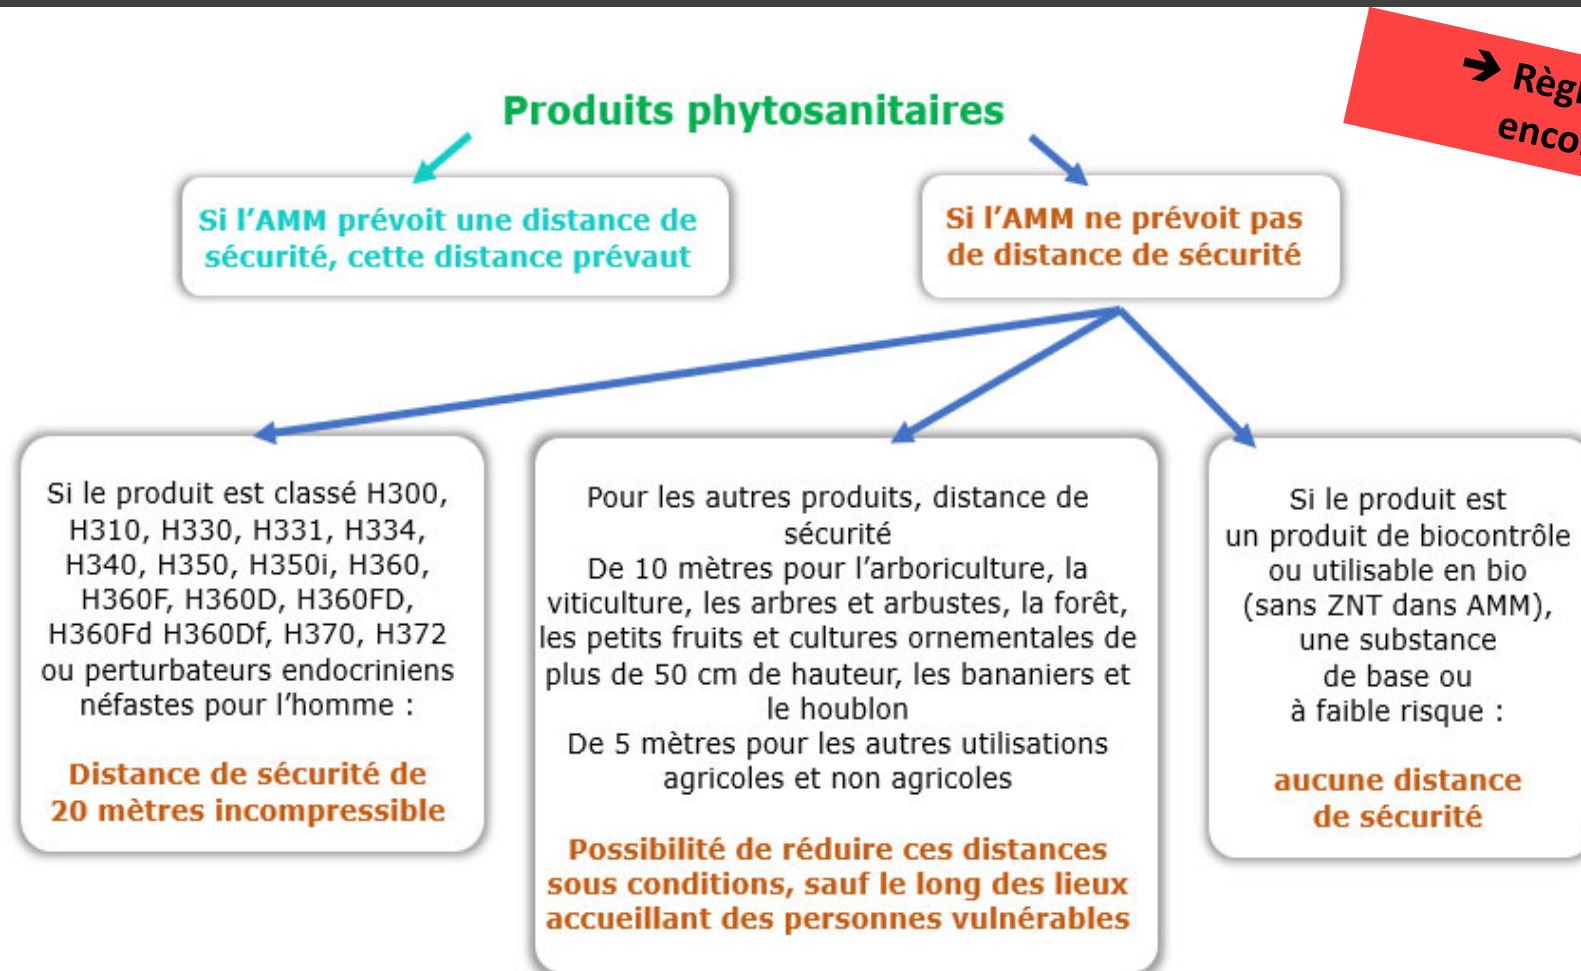 ➔ Règl
encor
Produits phytosanitaires
Si l'AMM prévoit une distance de
sécurité, cette distance prévaut
Si l'AMM ne prévoit pas
de distance de sécurité
Si le produit est classé H300,
H310, H330, H331, H334,
H340, H350, H350i, H360,
H360F, H360D, H360FD,
H360Fd H360Df, H370, H372
ou perturbateurs endocriniens
néfastes pour l'homme :
Distance de sécurité de
20 mètres incompressible
Pour les autres produits, distance de
sécurité
De 10 mètres pour l'arboriculture, la
viticulture, les arbres et arbustes, la forêt,
les petits fruits et cultures ornementales de
plus de 50 cm de hauteur, les bananiers et
le houblon
De 5 mètres pour les autres utilisations
agricoles et non agricoles
Possibilité de réduire ces distances
sous conditions, sauf le long des lieux
accueillant des personnes vulnérables
Si le produit est
un produit de biocontrôle
ou utilisable en bio
(sans ZNT dans AMM),
une substance
de base ou
à faible risque :
aucune distance
de sécurité